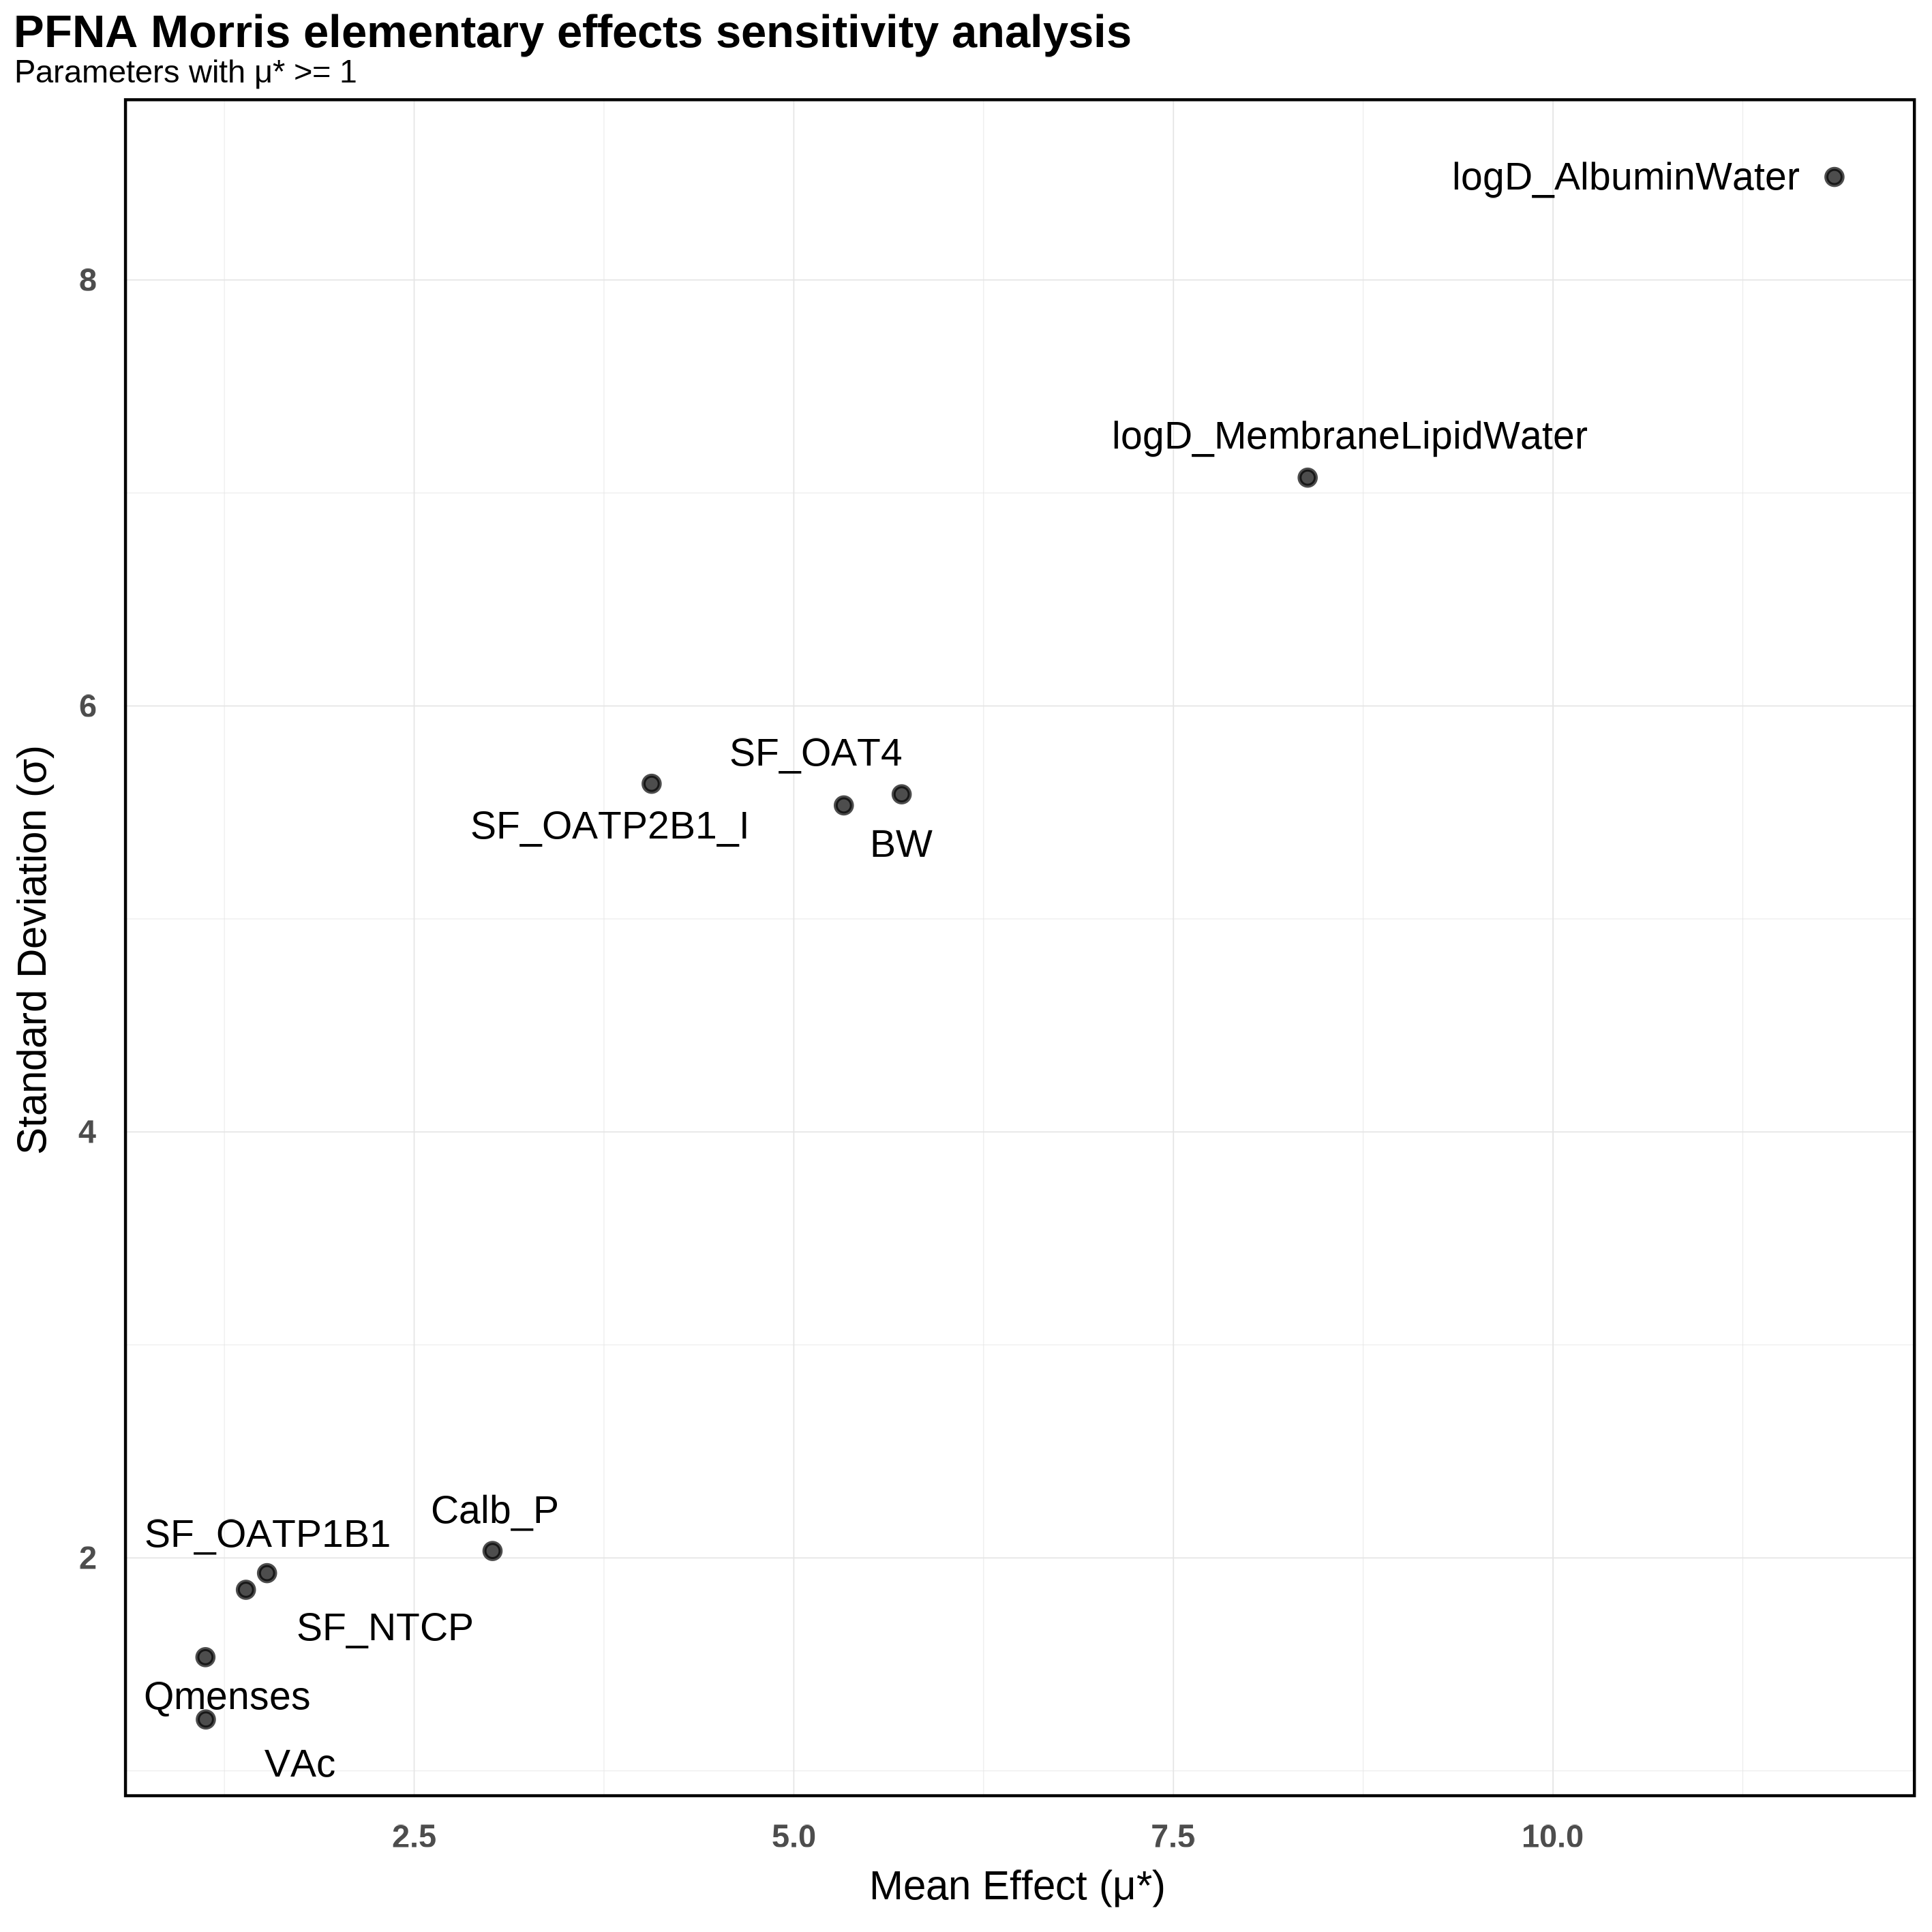 PFNA Morris elementary effects sensitivity analysis
Parameters with μ* >= 1
logD_AlbuminWater
8
logD_MembraneLipidWater
6
SF_OAT4
SF_OATP2B1_I
BW
Standard Deviation (σ)
4
Calb_P
SF_OATP1B1
2
SF_NTCP
Qmenses
VAc
2.5 5.0 7.5 10.0
Mean Effect (μ*)